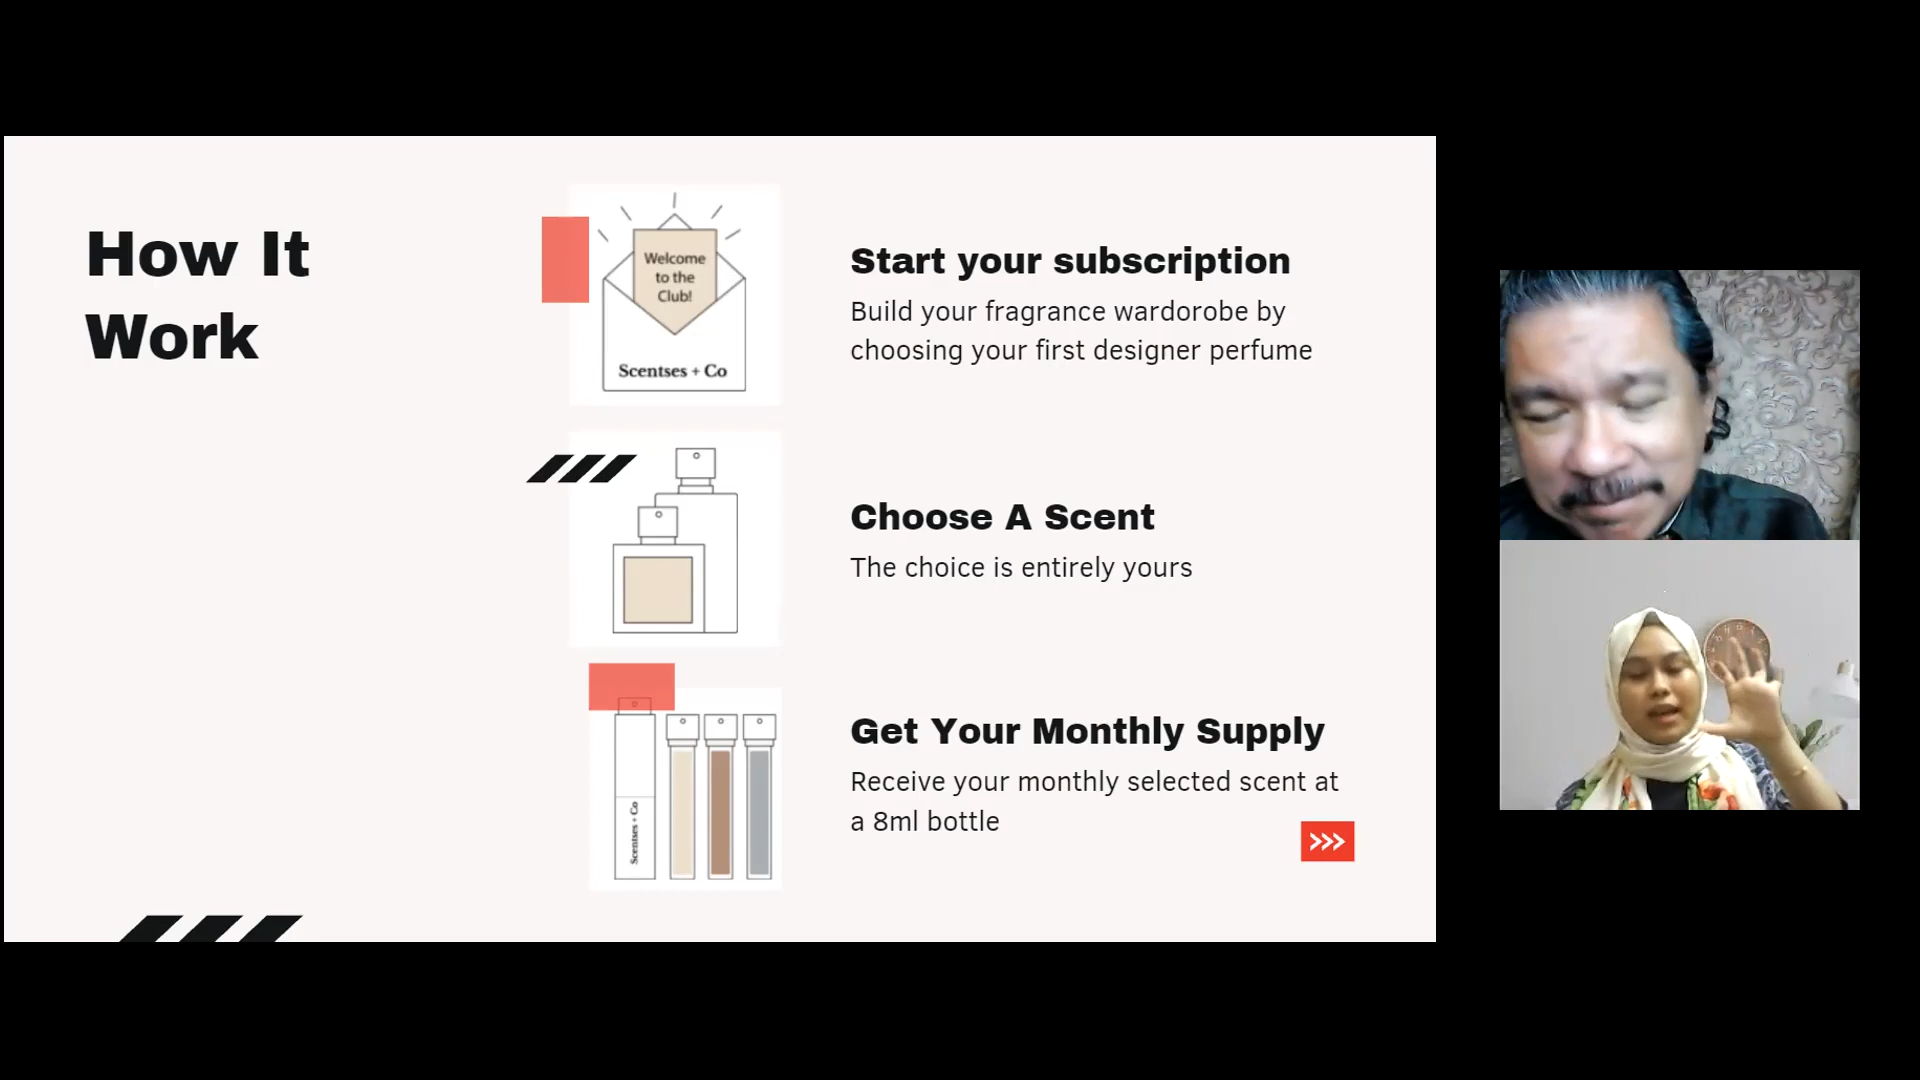 How It
Work
Welcome
to the
Club!
Scentses + Co
Start your subscription
Build your fragrance wardorobe by
choosing your first designer perfume
Choose A Scent
The choice is entirely yours
Scentses + Co
Get Your Monthly Supply
Receive your monthly selected scent at
a 8ml bottle